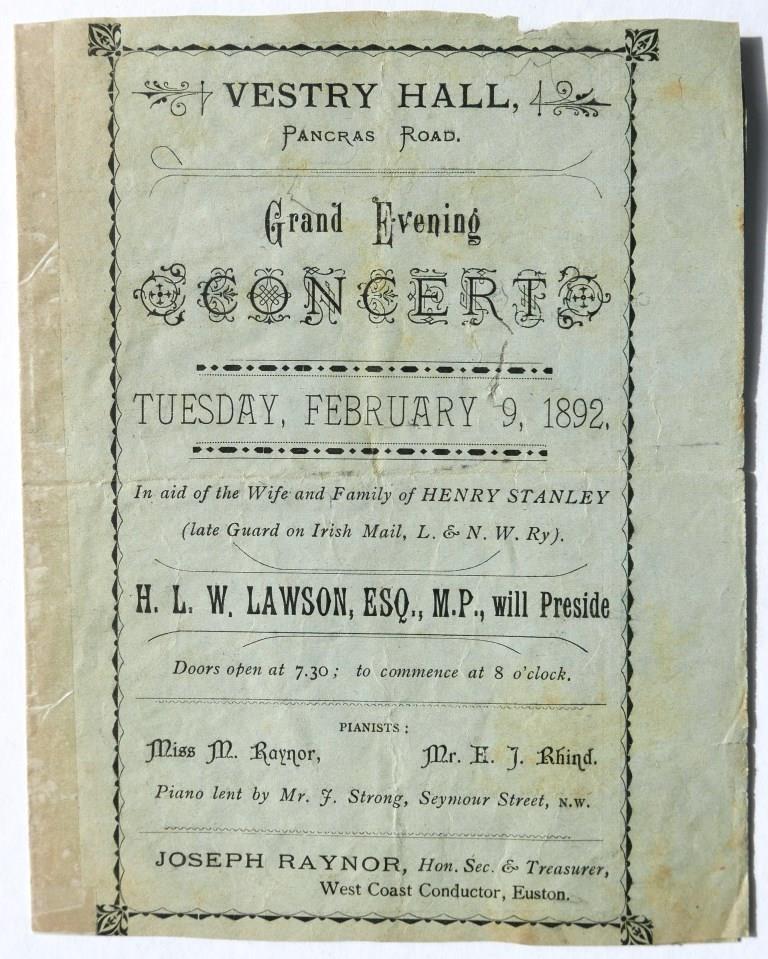 VESTRY HALL,
PANCRAS ROAD.
Grand Evening
CONCERT
TUESDAY, FEBRUARY 9, 1892.
In aid of the Wife and Family of HENRY STANLEY
(late Guard on Irish Mail, L. & N. W. Ry).
H. L. W. LAWSON, ESQ., M.P., will Preside
Doors open at 7.30; to commence at 8 o'clock.
PIANISTS:
Miss M. Raynor, Mr. E. J. Rhind.
Piano lent by Mr. J. Strong, Seymour Street, N.W.
JOSEPH RAYNOR, Hon. Sec. & Treasurer,
West Coast Conductor, Euston.